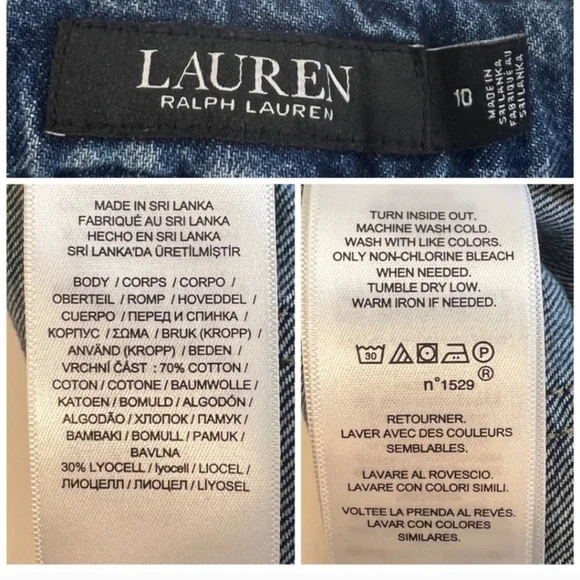 LAUREN
RALPH LAUREN
10
MADE IN
SRI LANKA
FABRIQUÉ AU
SRI LANKA
MADE IN SRI LANKA
FABRIQUÉ AU SRI LANKA
HECHO EN SRI LANKA
SRİ LANKA'DA ÜRETİLMİŞTİR
BODY / CORPS / CORPO /
OBERTEIL / ROMP / HOVEDDEL /
CUERPO / ПЕРЕД И СПИНКА /
КОРПУС / ΣΩΜΑ / BRUK (KROPP) /
ANVÄND (KROPP) / BEDEN /
VRCHNÍ ČÁST : 70% COTTON /
COTON / COTONE / BAUMWOLLE /
KATOEN / BOMULD / ALGODÓN /
ALGODÃO / ХЛОПОК / ПАМУК /
BAMBAKI / BOMULL / PAMUK /
BAVLNA
30% LYOCELL / lyocell / LIOCEL /
ЛИОЦЕЛЛ / ЛИОЦЕЛ / LİYOSEL
TURN INSIDE OUT.
MACHINE WASH COLD.
WASH WITH LIKE COLORS.
ONLY NON-CHLORINE BLEACH
WHEN NEEDED.
TUMBLE DRY LOW.
WARM IRON IF NEEDED.
30 P
®
n°1529
RETOURNER.
LAVER AVEC DES COULEURS
SEMBLABLES.
LAVARE AL ROVESCIO.
LAVARE CON COLORI SIMILI.
VOLTEE LA PRENDA AL REVÉS.
LAVAR CON COLORES
SIMILARES.